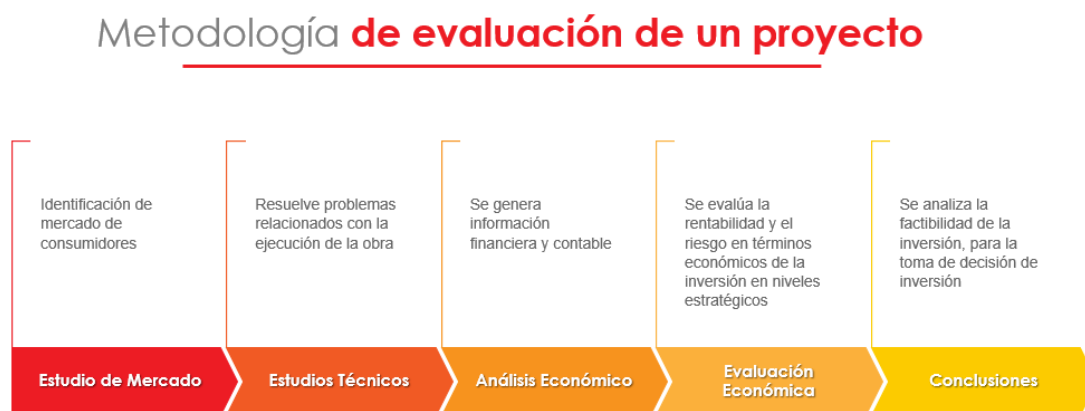 Metodología de evaluación de un proyecto
Identificación de
mercado de
consumidores
Resuelve problemas
relacionados con la
ejecución de la obra
Se genera
información
financiera y contable
Se evalúa la
rentabilidad y el
riesgo en términos
económicos de la
inversión en niveles
estratégicos
Se analiza la
factibilidad de la
inversión, para la
toma de decisión de
inversión
Estudio de Mercado
Estudios Técnicos
Análisis Económico
Evaluación
Económica
Conclusiones